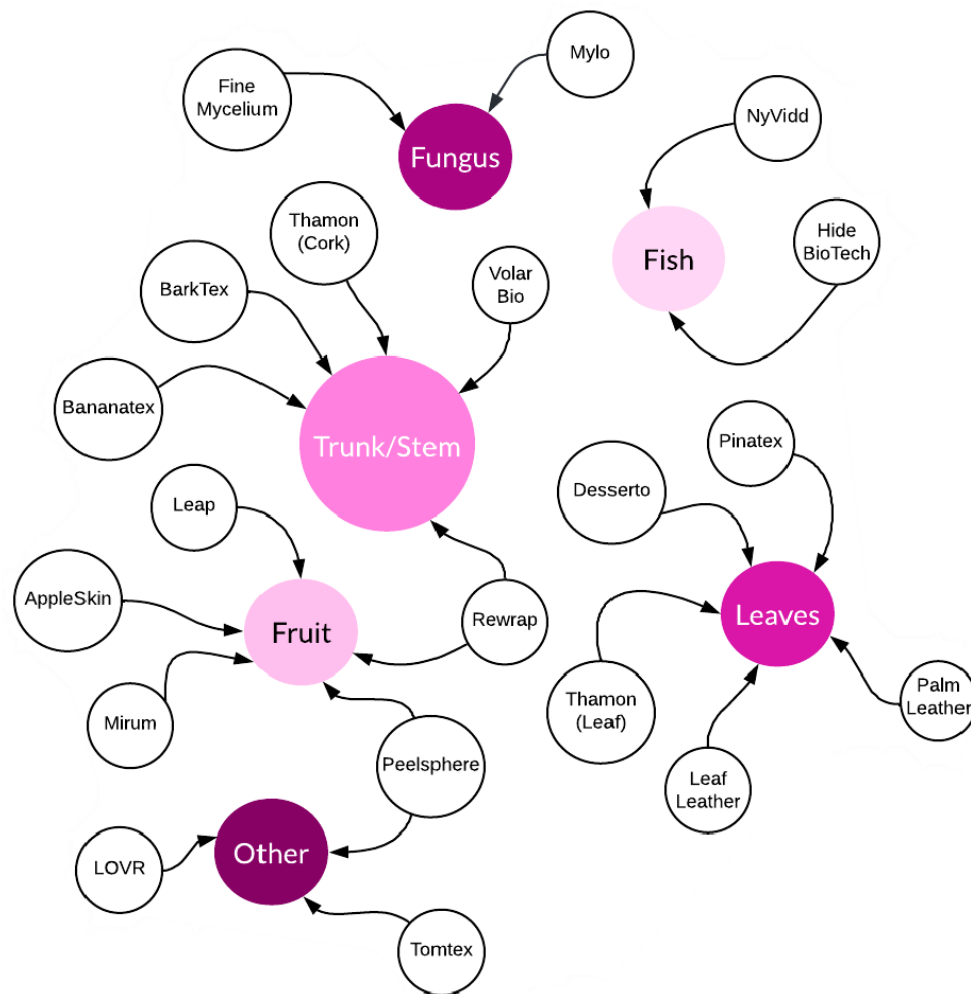 Mylo
Fine
Mycelium
NyVidd
Fungus
Thamon
(Cork)
Hide
BioTech
Fish
Volar
Bio
BarkTex
Bananatex
Trunk/Stem
Pinatex
Desserto
Leap
AppleSkin
Fruit
Rewrap
Leaves
Thamon
(Leaf)
Palm
Leather
Mirum
Peelsphere
Leaf
Leather
LOVR
Other
Tomtex